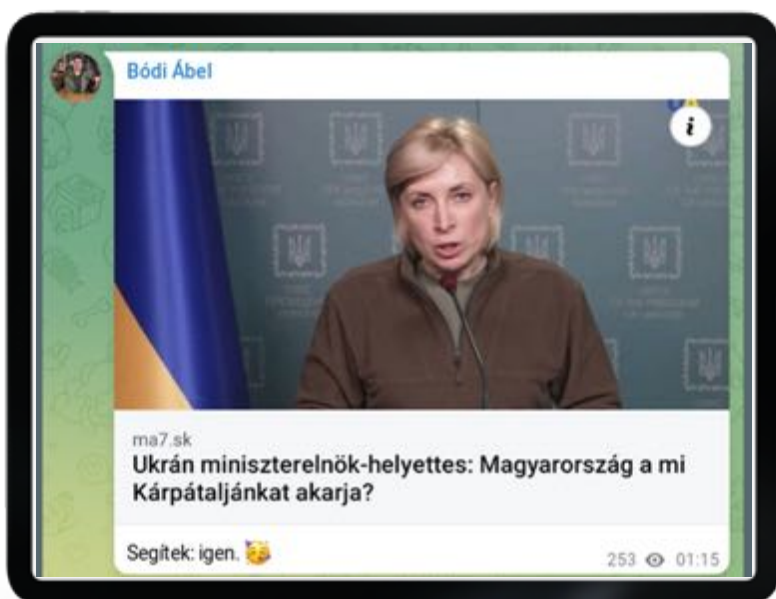 Bódi Ábel
i
ma7.sk
Ukrán miniszterelnök-helyettes: Magyarország a mi
Kárpátaljánkat akarja?
Segítek: igen. 🥳
253 01:15